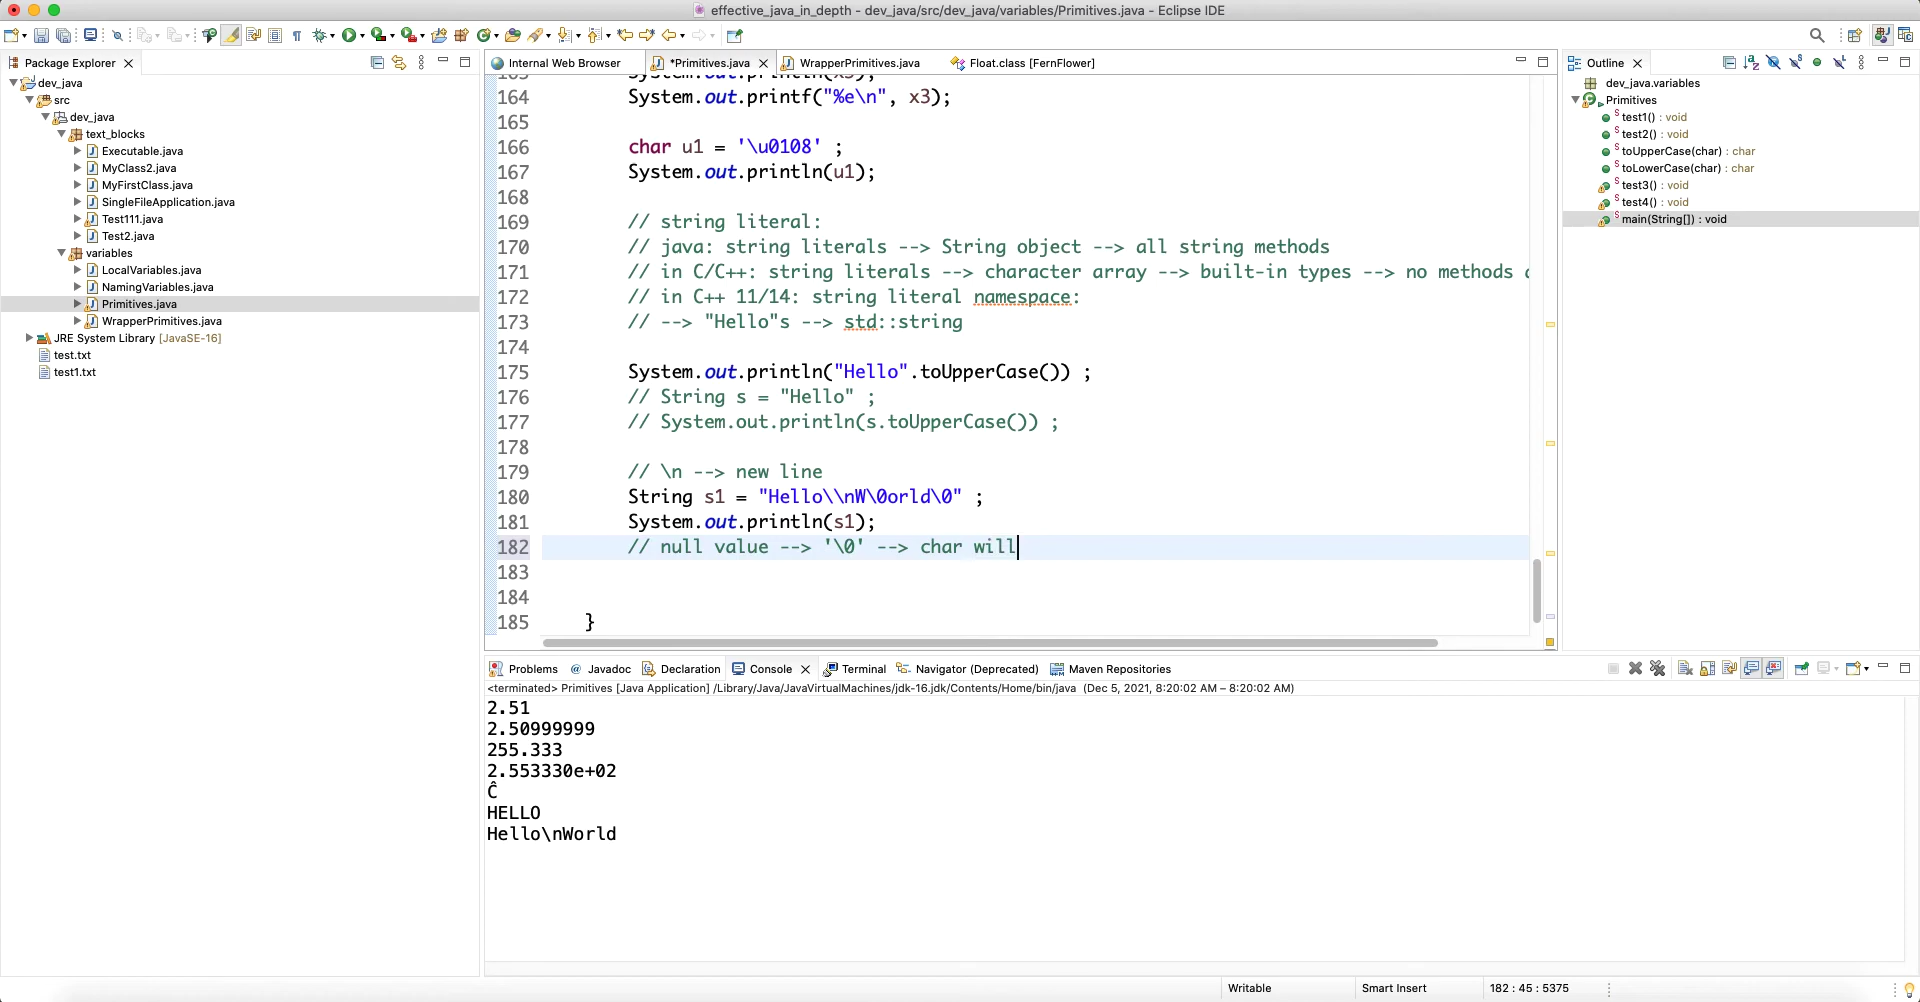 effective_java_in_depth - dev_java/src/dev_java/variables/Primitives.java - Eclipse IDE
Package Explorer
dev_java
src
dev_java
text_blocks
Executable.java
MyClass2.java
MyFirstClass.java
SingleFileApplication.java
Test111.java
Test2.java
variables
LocalVariables.java
NamingVariables.java
Primitives.java
WrapperPrimitives.java
JRE System Library [JavaSE-16]
test.txt
test1.txt
Internal Web Browser
*Primitives.java
WrapperPrimitives.java
Float.class [FernFlower]
163 System.out.println(x3);
164 System.out.printf("%e\n", x3);
165
166 char u1 = '\u0108' ;
167 System.out.println(u1);
168
169 // string literal:
170 // java: string literals --> String object --> all string methods
171 // in C/C++: string literals --> character array --> built-in types --> no methods
172 // in C++ 11/14: string literal namespace:
173 // --> "Hello"s --> std::string
174
175 System.out.println("Hello".toUpperCase()) ;
176 // String s = "Hello" ;
177 // System.out.println(s.toUpperCase()) ;
178
179 // \n --> new line
180 String s1 = "Hello\\nW\0orld\0" ;
181 System.out.println(s1);
182 // null value --> '\0' --> char will
183
184
185 }
Outline
dev_java.variables
Primitives
test1() : void
test2() : void
toUpperCase(char) : char
toLowerCase(char) : char
test3() : void
test4() : void
main(String[]) : void
Problems
@ Javadoc
Declaration
Console
Terminal
Navigator (Deprecated)
Maven Repositories
<terminated> Primitives [Java Application] /Library/Java/JavaVirtualMachines/jdk-16.jdk/Contents/Home/bin/java (Dec 5, 2021, 8:20:02 AM – 8:20:02 AM)
2.51
2.50999999
255.333
2.553330e+02
Ĉ
HELLO
Hello\nWorld
Writable
Smart Insert
182 : 45 : 5375